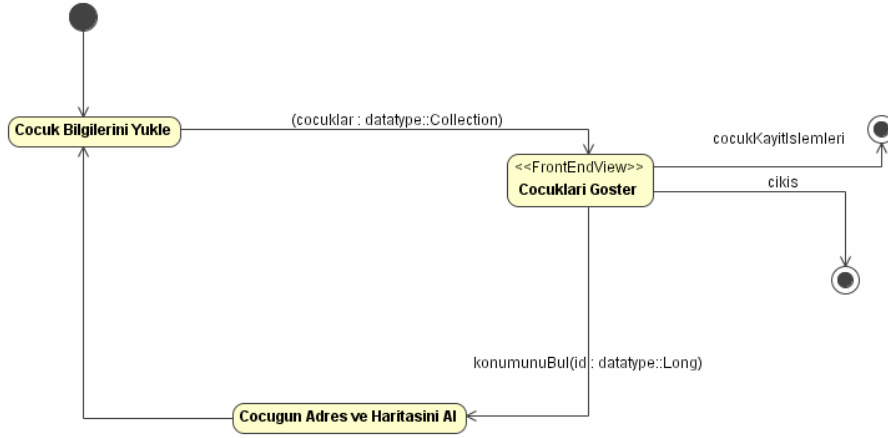 (cocuklar : datatype::Collection)
Cocuk Bilgilerini Yukle
cocukKayitIslemleri
<<FrontEndView>>
Cocuklari Goster
cikis
konumunuBul(id : datatype::Long)
Cocugun Adres ve Haritasini Al